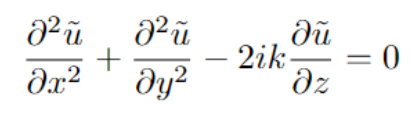 ∂²ũ/∂x² + ∂²ũ/∂y² − 2ik ∂ũ/∂z = 0